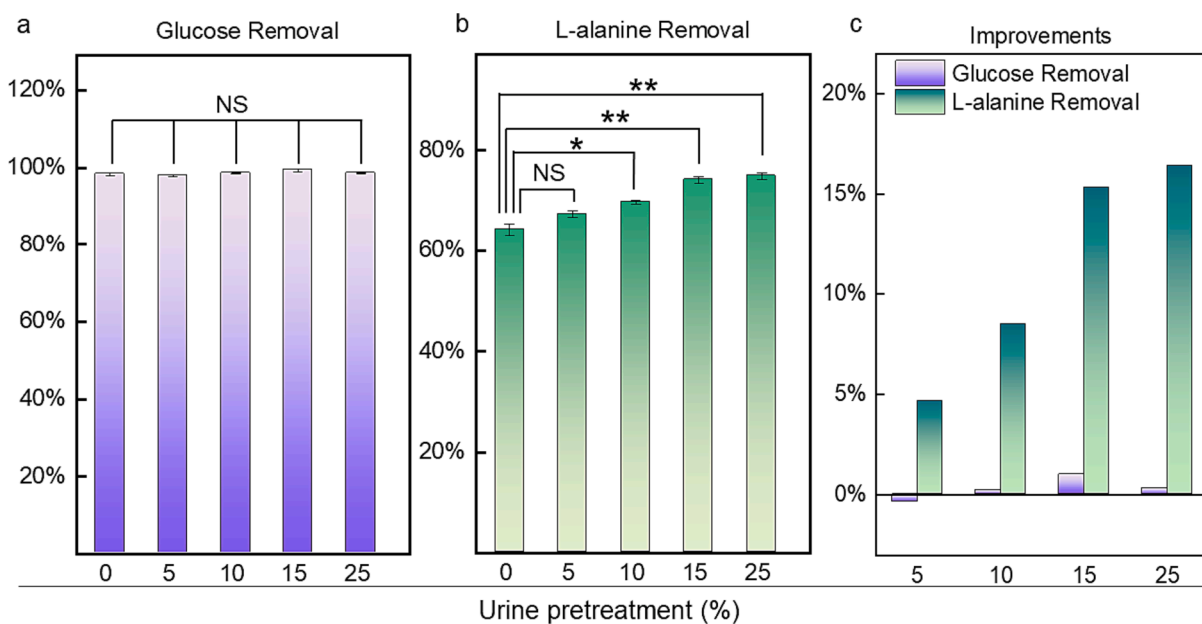 a
Glucose Removal
120%
100%
80%
60%
40%
20%
NS
0 5 10 15 25
b
L-alanine Removal
80%
60%
40%
20%
**
**
*
NS
0 5 10 15 25
c
Improvements
Glucose Removal
L-alanine Removal
20%
15%
10%
5%
0%
5 10 15 25
Urine pretreatment (%)